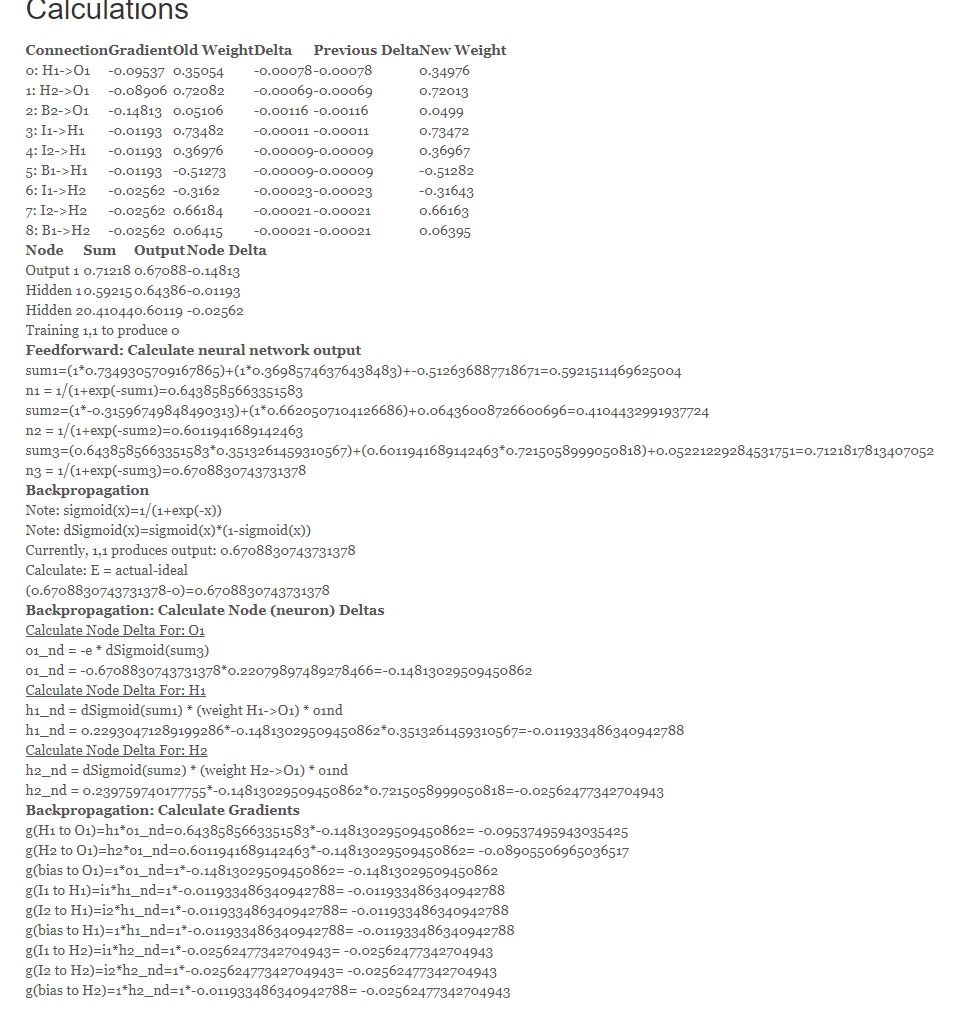 Calculations
Connection Gradient Old Weight Delta Previous Delta New Weight
0: H1->O1 -0.09537 0.35054 -0.00078 -0.00078 0.34976
1: H2->O1 -0.08906 0.72082 -0.00069 -0.00069 0.72013
2: B2->O1 -0.14813 0.05106 -0.00116 -0.00116 0.0499
3: I1->H1 -0.01193 0.73482 -0.00011 -0.00011 0.73472
4: I2->H1 -0.01193 0.36976 -0.00009 -0.00009 0.36967
5: B1->H1 -0.01193 -0.51273 -0.00009 -0.00009 -0.51282
6: I1->H2 -0.02562 -0.3162 -0.00023 -0.00023 -0.31643
7: I2->H2 -0.02562 0.66184 -0.00021 -0.00021 0.66163
8: B1->H2 -0.02562 0.06415 -0.00021 -0.00021 0.06395
Node Sum Output Node Delta
Output 1 0.71218 0.67088 -0.14813
Hidden 1 0.59215 0.64386 -0.01193
Hidden 2 0.41044 0.60119 -0.02562
Training 1,1 to produce 0
Feedforward: Calculate neural network output
sum1=(1*0.7349305709167865)+(1*0.36985746376438483)+-0.512636887718671=0.5921511469625004
n1 = 1/(1+exp(-sum1)=0.6438585663351583
sum2=(1*-0.31596749848490313)+(1*0.6620507104126686)+0.06436008726600696=0.4104432991937724
n2 = 1/(1+exp(-sum2)=0.6011941689142463
sum3=(0.6438585663351583*0.3513261459310567)+(0.6011941689142463*0.7215058999050818)+0.05221229284531751=0.7121817813407052
n3 = 1/(1+exp(-sum3)=0.6708830743731378
Backpropagation
Note: sigmoid(x)=1/(1+exp(-x))
Note: dSigmoid(x)=sigmoid(x)*(1-sigmoid(x))
Currently, 1,1 produces output: 0.6708830743731378
Calculate: E = actual-ideal
(0.6708830743731378-0)=0.6708830743731378
Backpropagation: Calculate Node (neuron) Deltas
Calculate Node Delta For: O1
o1_nd = -e * dSigmoid(sum3)
o1_nd = -0.6708830743731378*0.22079897489278466=-0.14813029509450862
Calculate Node Delta For: H1
h1_nd = dSigmoid(sum1) * (weight H1->O1) * o1nd
h1_nd = 0.22930471289199286*-0.14813029509450862*0.3513261459310567=-0.011933486340942788
Calculate Node Delta For: H2
h2_nd = dSigmoid(sum2) * (weight H2->O1) * o1nd
h2_nd = 0.239759740177755*-0.14813029509450862*0.7215058999050818=-0.02562477342704943
Backpropagation: Calculate Gradients
g(H1 to O1)=h1*o1_nd=0.6438585663351583*-0.14813029509450862= -0.09537495943035425
g(H2 to O1)=h2*o1_nd=0.6011941689142463*-0.14813029509450862= -0.08905506965036517
g(bias to O1)=1*o1_nd=1*-0.14813029509450862= -0.14813029509450862
g(I1 to H1)=i1*h1_nd=1*-0.011933486340942788= -0.011933486340942788
g(I2 to H1)=i2*h1_nd=1*-0.011933486340942788= -0.011933486340942788
g(bias to H1)=1*h1_nd=1*-0.011933486340942788= -0.011933486340942788
g(I1 to H2)=i1*h2_nd=1*-0.02562477342704943= -0.02562477342704943
g(I2 to H2)=i2*h2_nd=1*-0.02562477342704943= -0.02562477342704943
g(bias to H2)=1*h2_nd=1*-0.011933486340942788= -0.02562477342704943